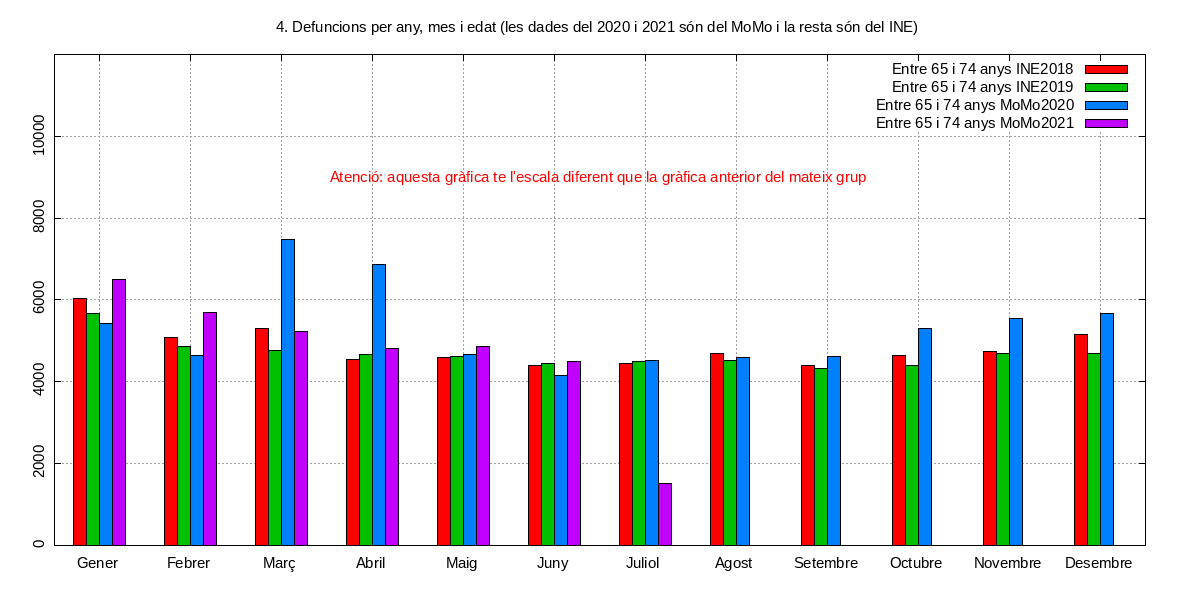 4. Defuncions per any, mes i edat (les dades del 2020 i 2021 són del MoMo i la resta són del INE)
Entre 65 i 74 anys INE2018
Entre 65 i 74 anys INE2019
Entre 65 i 74 anys MoMo2020
Entre 65 i 74 anys MoMo2021
Atenció: aquesta gràfica te l'escala diferent que la gràfica anterior del mateix grup
10000
8000
6000
4000
2000
0
Gener Febrer Març Abril Maig Juny Juliol Agost Setembre Octubre Novembre Desembre